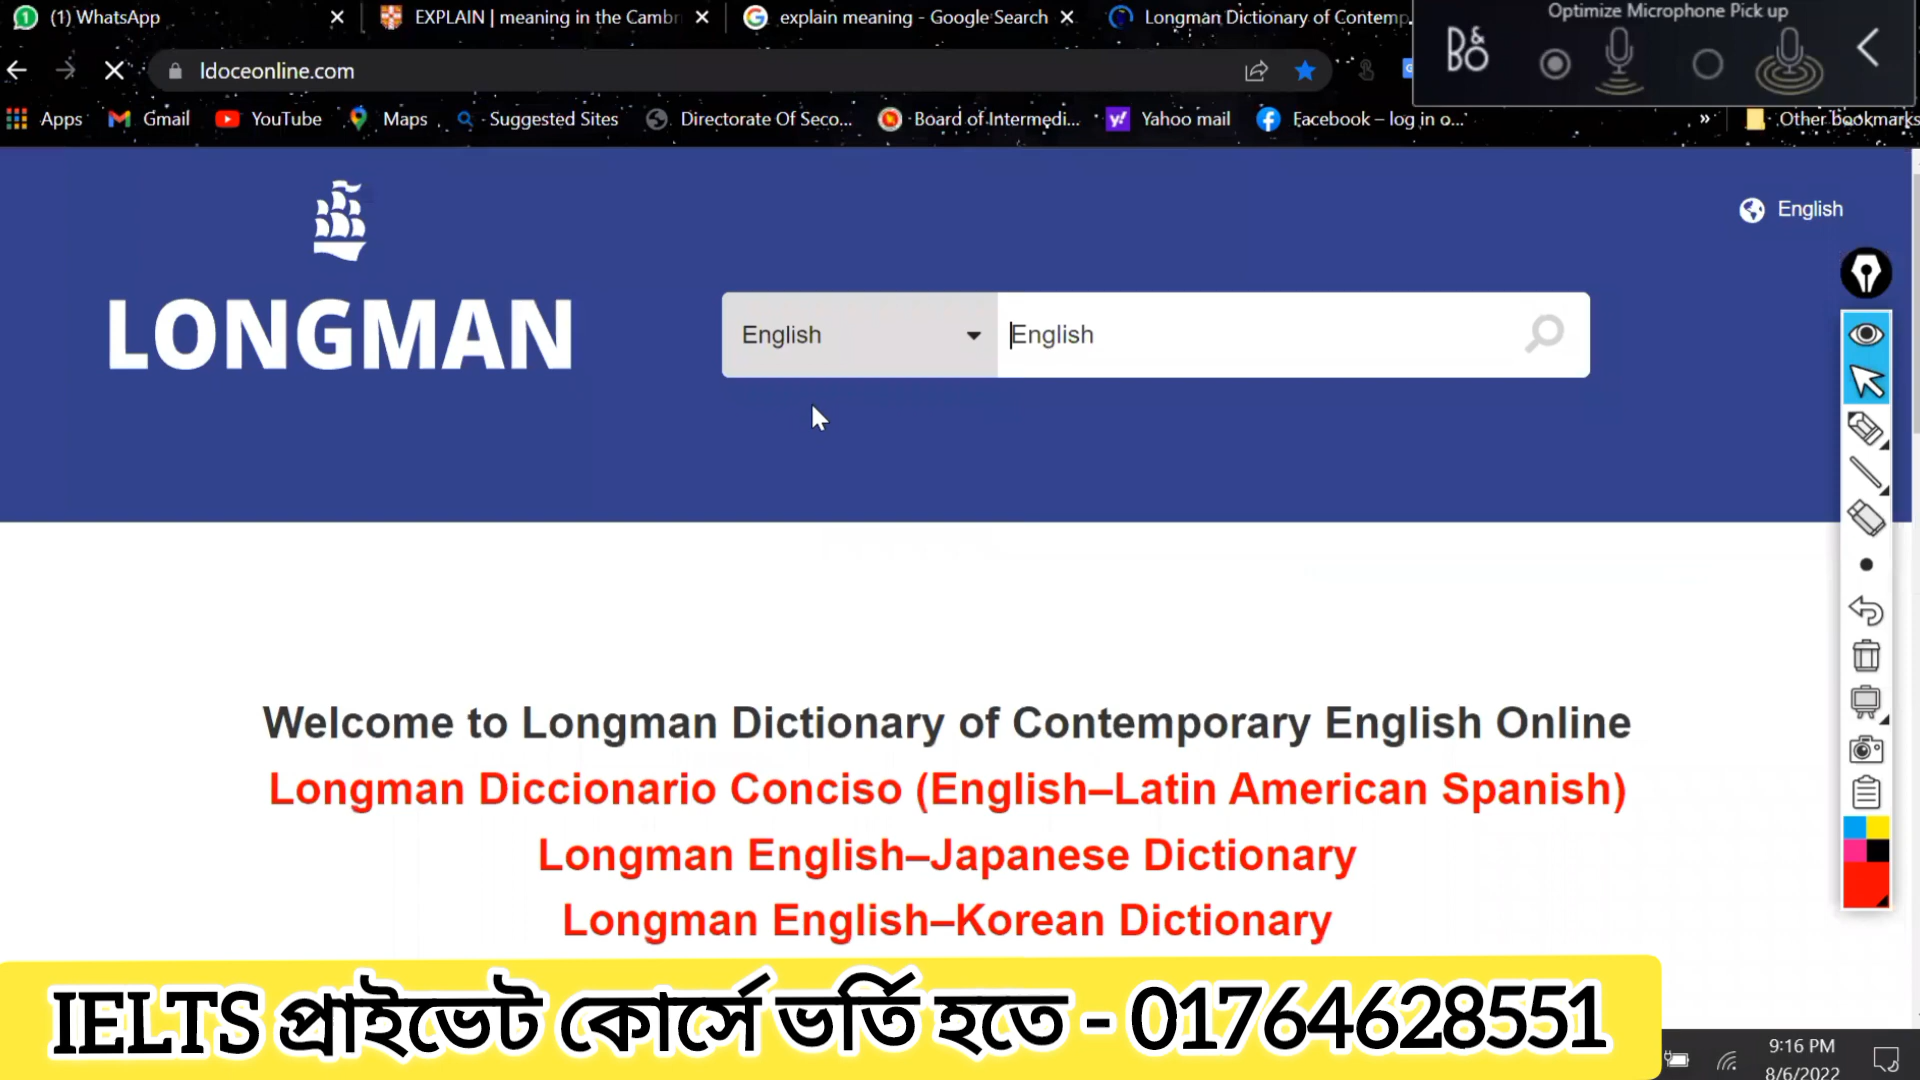 (1) WhatsApp
EXPLAIN | meaning in the Cambri
explain meaning - Google Search
Longman Dictionary of Contemp
Optimize Microphone Pick up
B&O
ldoceonline.com
Apps
Gmail
YouTube
Maps
Suggested Sites
Directorate Of Seco...
Board of Intermedi...
Yahoo mail
Facebook – log in o...
»
Other bookmarks
English
LONGMAN
English
English
Welcome to Longman Dictionary of Contemporary English Online
Longman Diccionario Conciso (English–Latin American Spanish)
Longman English–Japanese Dictionary
Longman English–Korean Dictionary
IELTS প্রাইভেট কোর্সে ভর্তি হতে - 01764628551
9:16 PM
8/6/2022